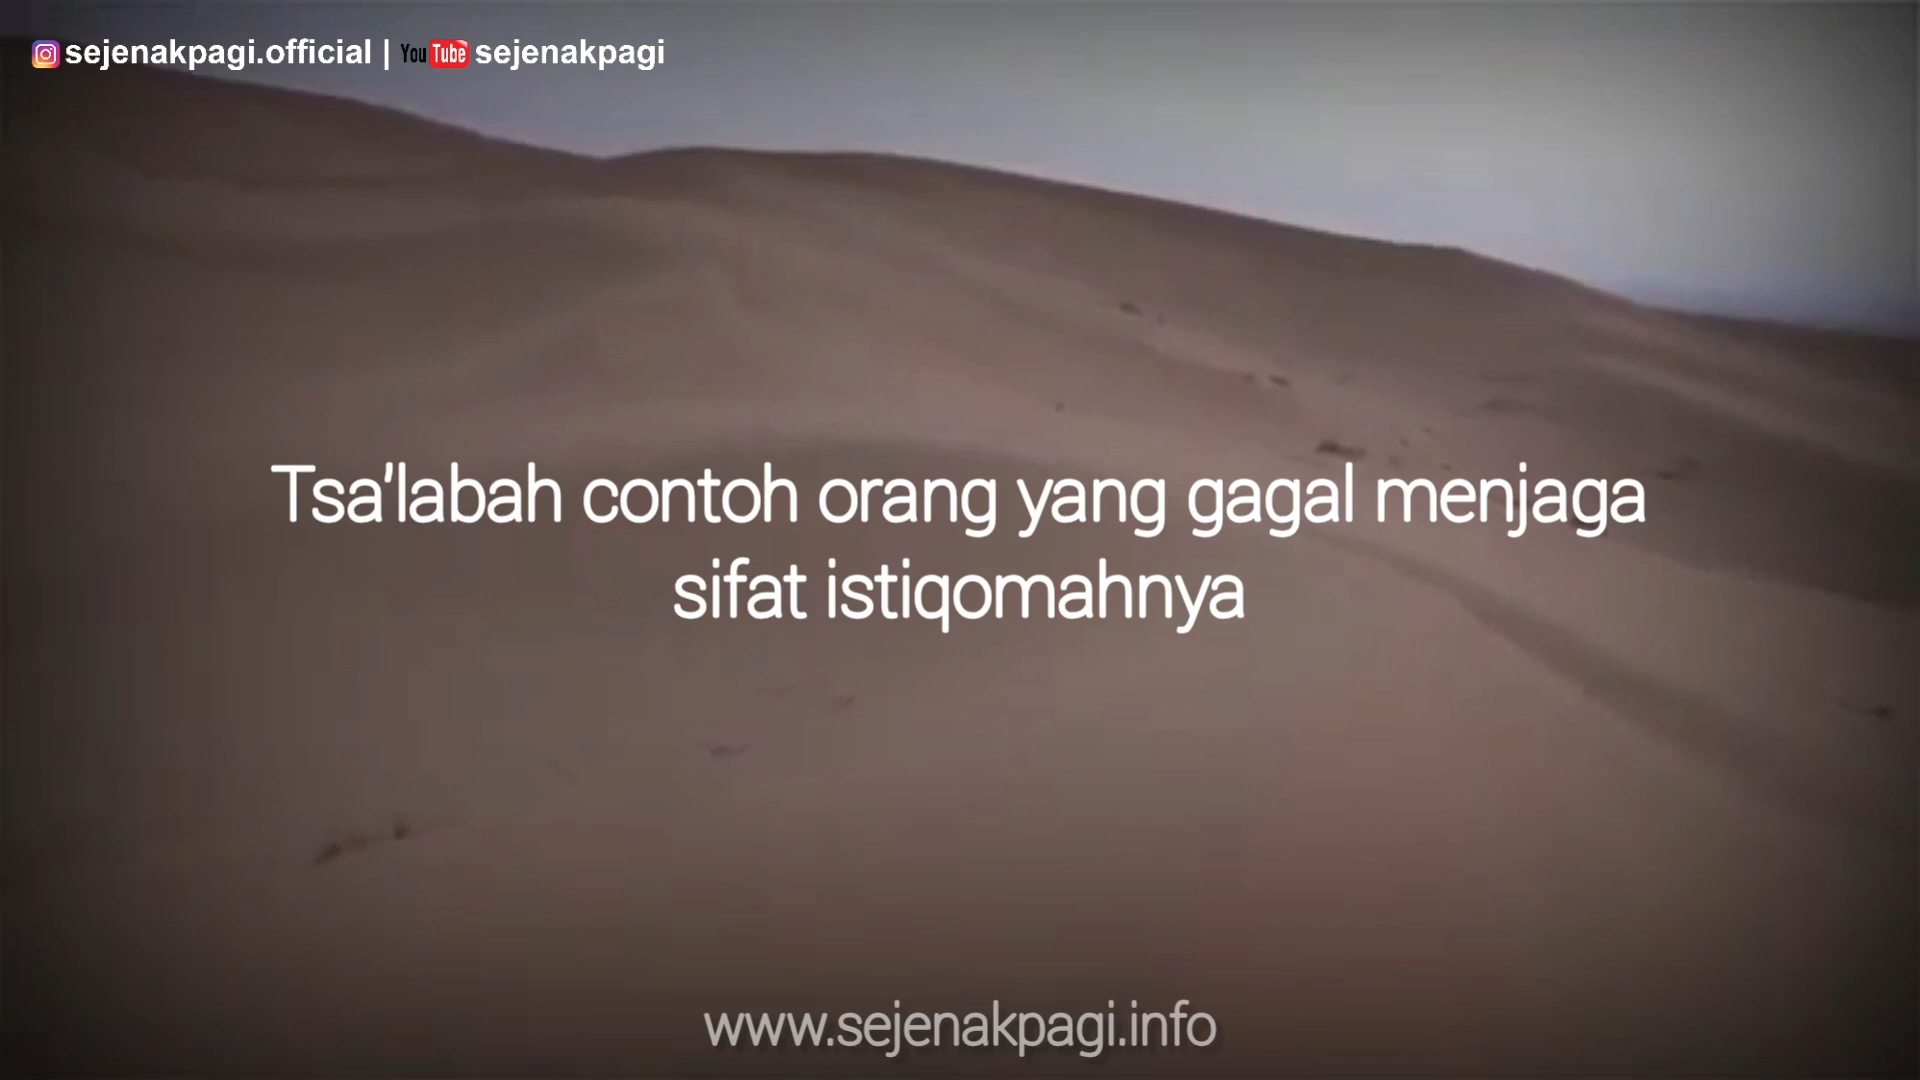 sejenakpagi.official | YouTube sejenakpagi
Tsa'labah contoh orang yang gagal menjaga
sifat istiqomahnya
www.sejenakpagi.info